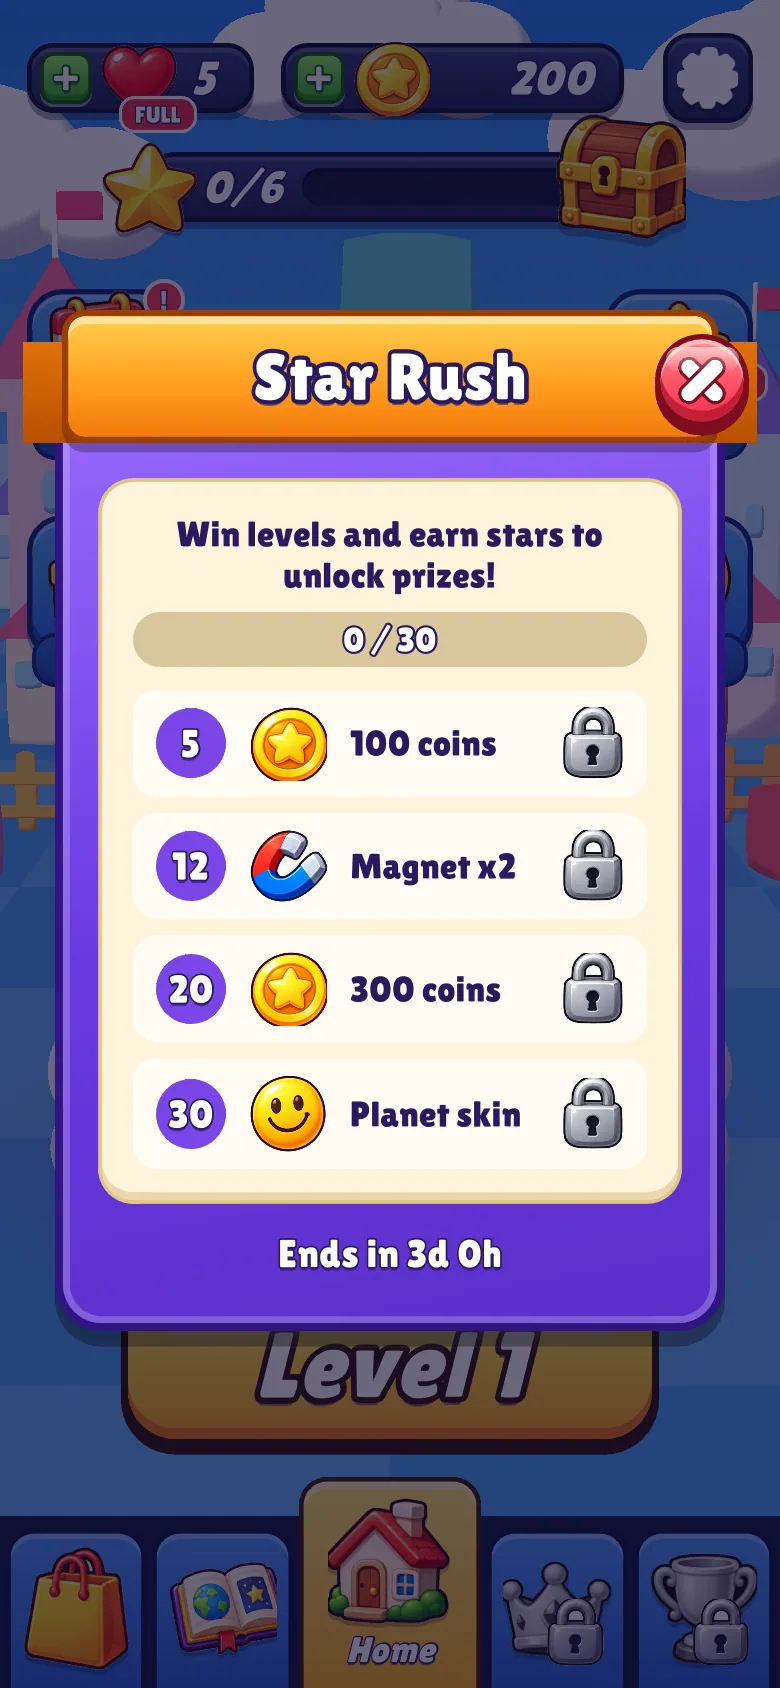 5
200
FULL
0/6
!
Star Rush
Win levels and earn stars to
unlock prizes!
0 / 30
5 100 coins
12 Magnet x2
20 300 coins
30 Planet skin
Ends in 3d 0h
Level 1
Home